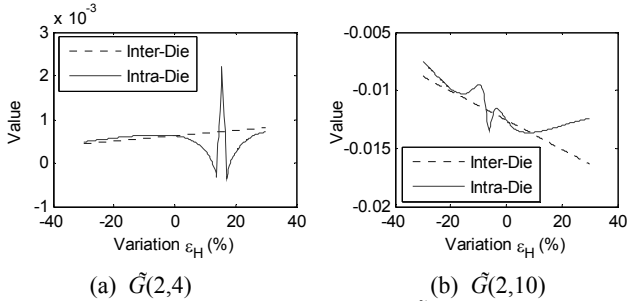 x 10⁻³
3
2
1
0
-1
Value
Inter-Die
Intra-Die
-40 -20 0 20 40
Variation εH (%)
(a) G̃(2,4)
-0.005
-0.01
-0.015
-0.02
Value
Inter-Die
Intra-Die
-40 -20 0 20 40
Variation εH (%)
(b) G̃(2,10)